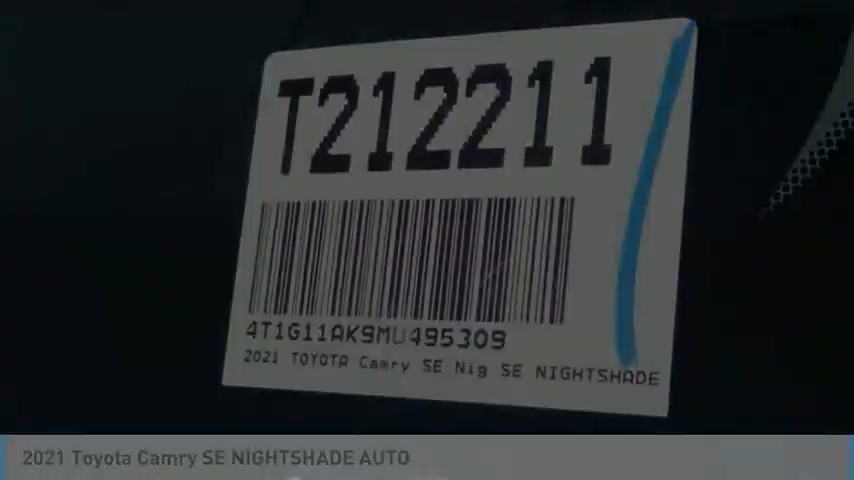 T212211
4T1G11AK9MU495309
2021 TOYOTA Camry SE Nig SE NIGHTSHADE
2021 Toyota Camry SE NIGHTSHADE AUTO